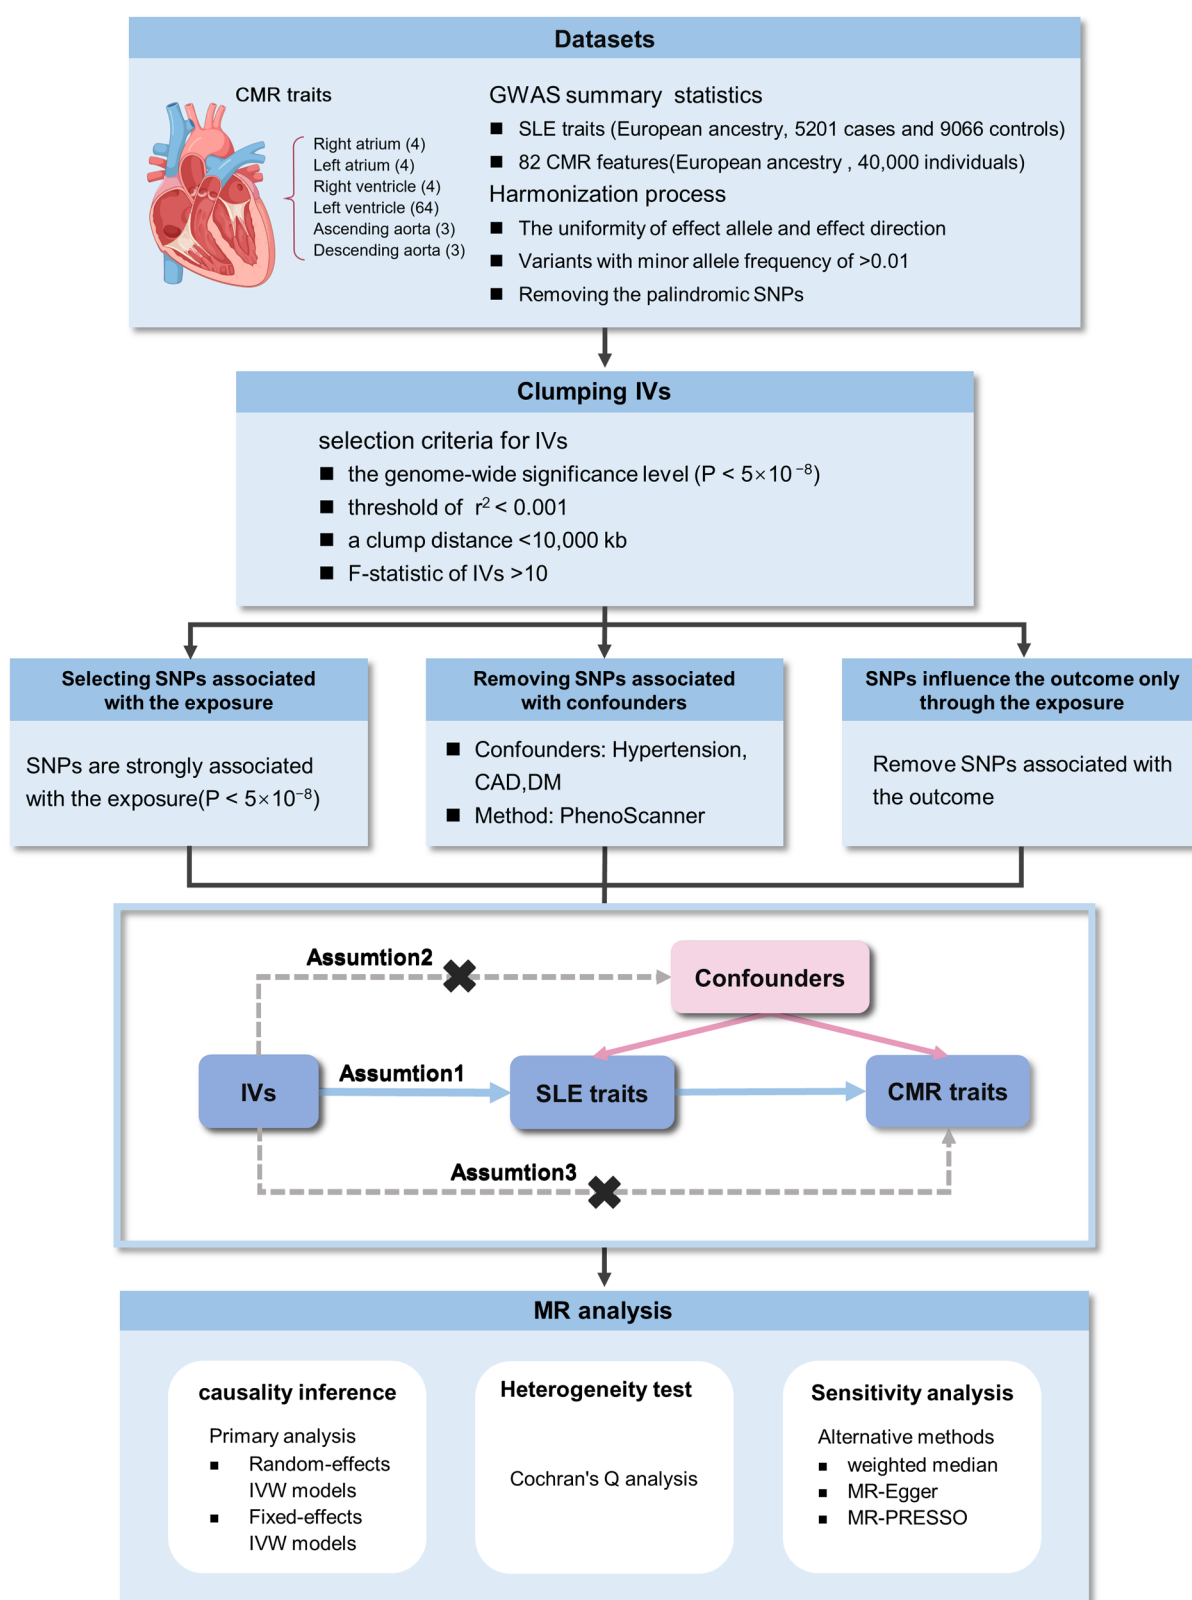 Datasets
CMR traits
Right atrium (4)
Left atrium (4)
Right ventricle (4)
Left ventricle (64)
Ascending aorta (3)
Descending aorta (3)
GWAS summary statistics
■ SLE traits (European ancestry, 5201 cases and 9066 controls)
■ 82 CMR features(European ancestry , 40,000 individuals)
Harmonization process
■ The uniformity of effect allele and effect direction
■ Variants with minor allele frequency of >0.01
■ Removing the palindromic SNPs
Clumping IVs
selection criteria for IVs
■ the genome-wide significance level (P < 5×10⁻⁸)
■ threshold of r² < 0.001
■ a clump distance <10,000 kb
■ F-statistic of IVs >10
Selecting SNPs associated
with the exposure
SNPs are strongly associated
with the exposure(P < 5×10⁻⁸)
Removing SNPs associated
with confounders
■ Confounders: Hypertension,
CAD,DM
■ Method: PhenoScanner
SNPs influence the outcome only
through the exposure
Remove SNPs associated with
the outcome
Assumtion2
Confounders
IVs
Assumtion1
SLE traits
CMR traits
Assumtion3
MR analysis
causality inference
Primary analysis
■ Random-effects
IVW models
■ Fixed-effects
IVW models
Heterogeneity test
Cochran's Q analysis
Sensitivity analysis
Alternative methods
■ weighted median
■ MR-Egger
■ MR-PRESSO